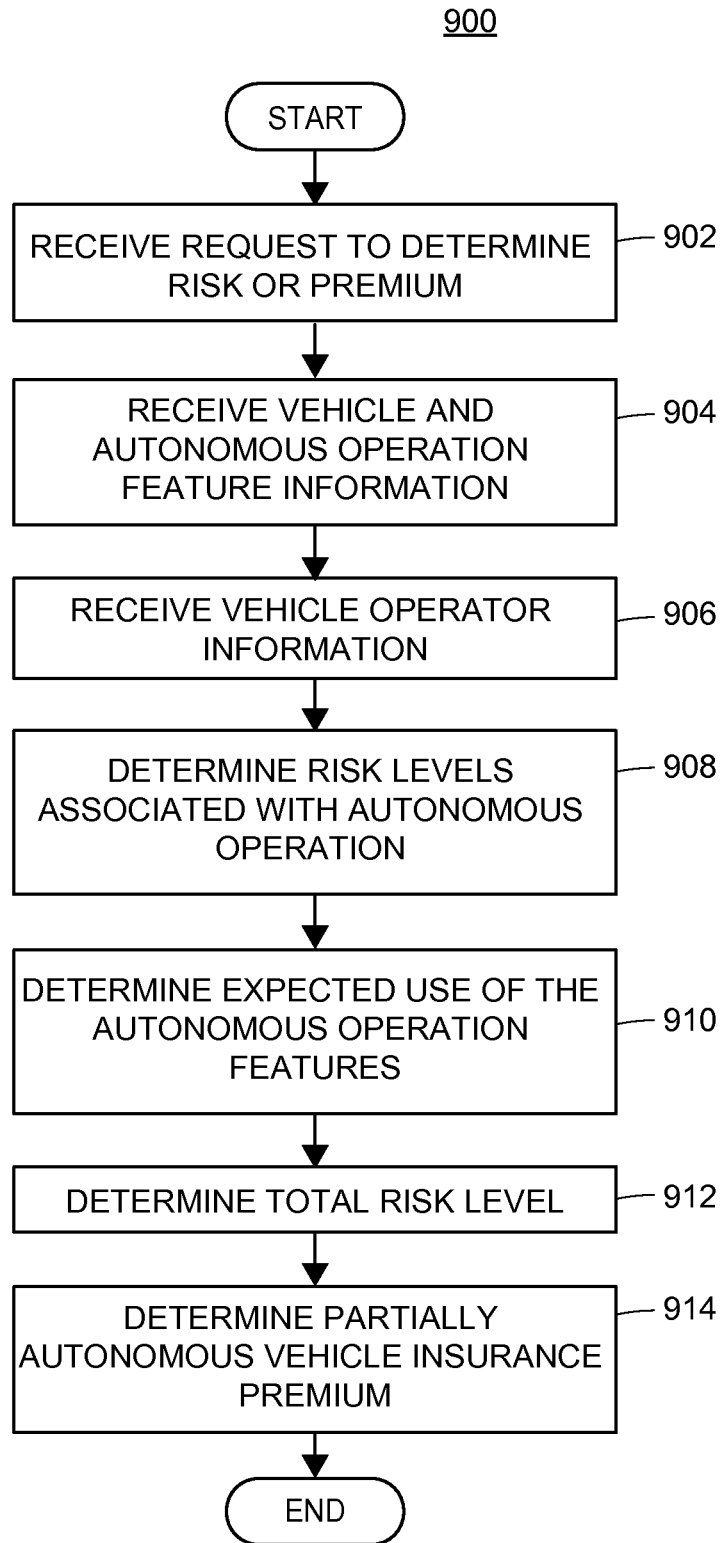 900
START
RECEIVE REQUEST TO DETERMINE
RISK OR PREMIUM
902
RECEIVE VEHICLE AND
AUTONOMOUS OPERATION
FEATURE INFORMATION
904
RECEIVE VEHICLE OPERATOR
INFORMATION
906
DETERMINE RISK LEVELS
ASSOCIATED WITH AUTONOMOUS
OPERATION
908
DETERMINE EXPECTED USE OF THE
AUTONOMOUS OPERATION
FEATURES
910
DETERMINE TOTAL RISK LEVEL
912
DETERMINE PARTIALLY
AUTONOMOUS VEHICLE INSURANCE
PREMIUM
914
END